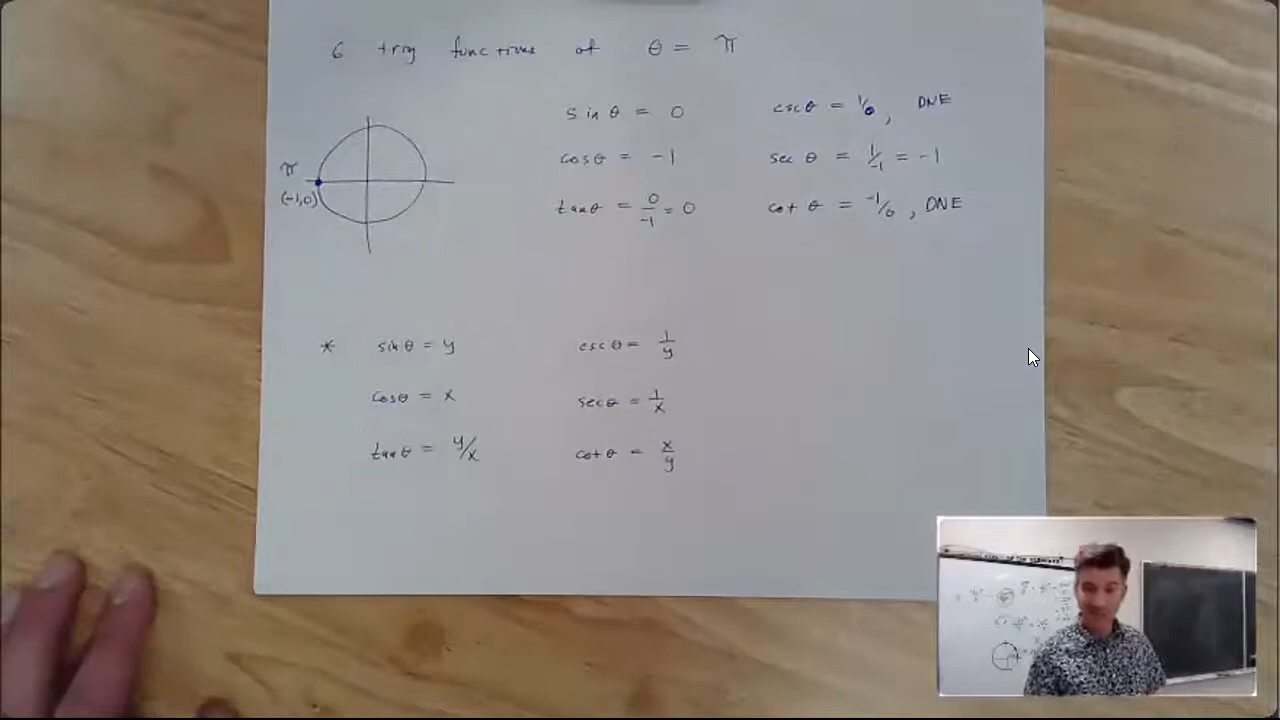 6 trig functions at θ = π
sin θ = 0
csc θ = 1/0, DNE
cos θ = -1
sec θ = 1/-1 = -1
tan θ = 0/-1 = 0
cot θ = -1/0, DNE
π
(-1,0)
* sin θ = y
csc θ = 1/y
cos θ = x
sec θ = 1/x
tan θ = y/x
cot θ = x/y